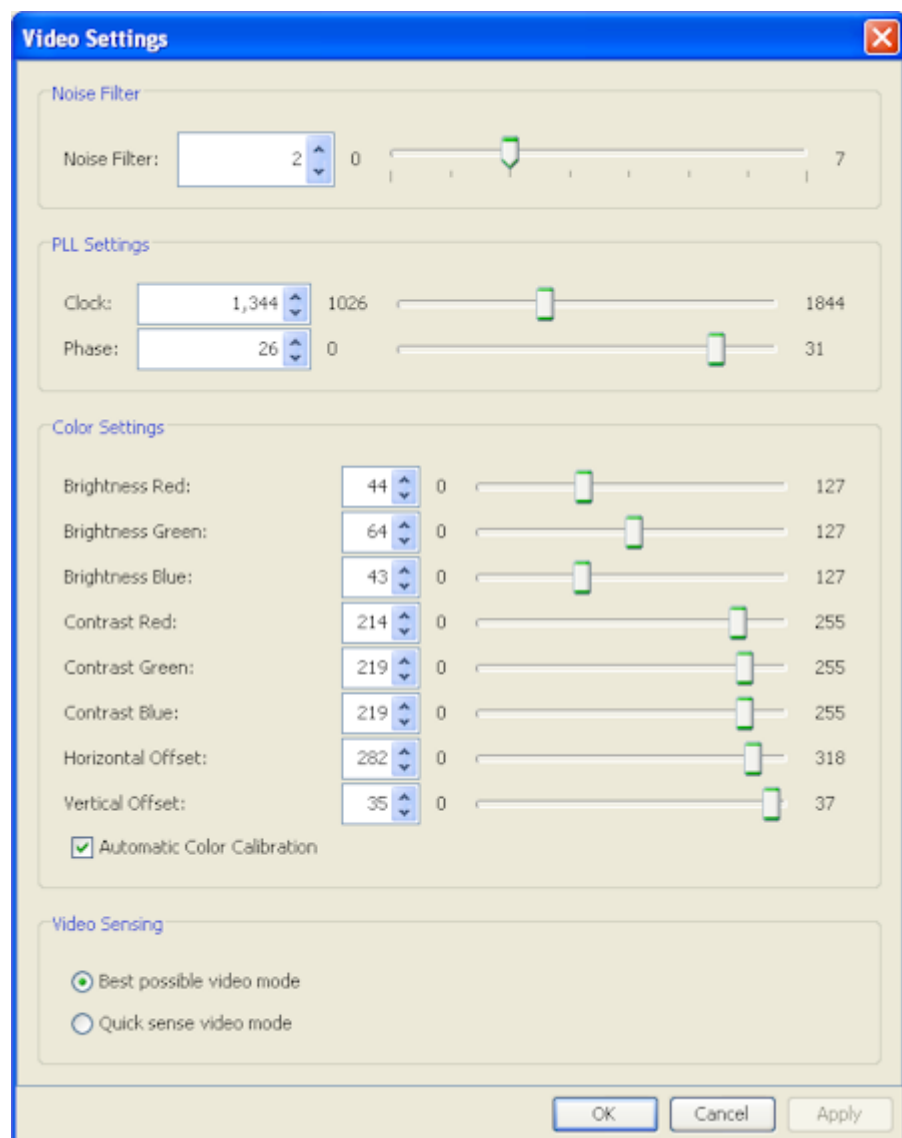 Video Settings
Noise Filter
Noise Filter: 2 0 7
PLL Settings
Clock: 1,344 1026 1844
Phase: 26 0 31
Color Settings
Brightness Red: 44 0 127
Brightness Green: 64 0 127
Brightness Blue: 43 0 127
Contrast Red: 214 0 255
Contrast Green: 219 0 255
Contrast Blue: 219 0 255
Horizontal Offset: 282 0 318
Vertical Offset: 35 0 37
Automatic Color Calibration
Video Sensing
Best possible video mode
Quick sense video mode
OK Cancel Apply